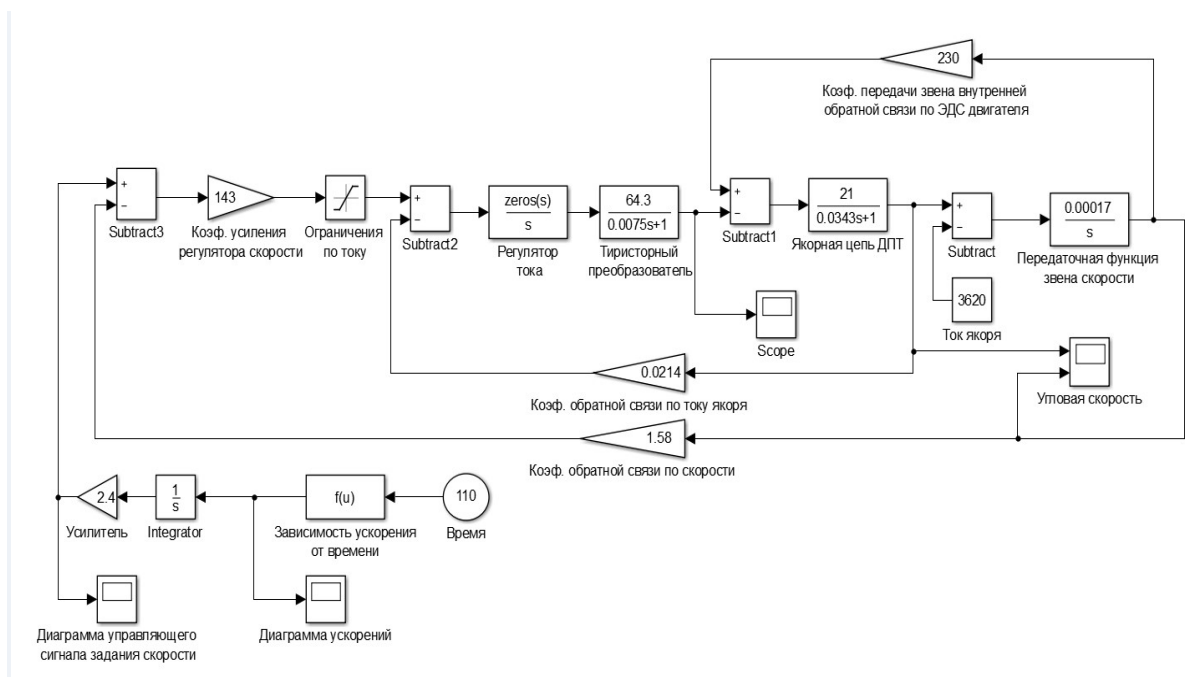 230
Коэф. передачи звена внутренней
обратной связи по ЭДС двигателя
+
−
Subtract3
143
Коэф. усиления
регулятора скорости
Ограничения
по току
+
−
Subtract2
zeros(s)
s
Регулятор
тока
64.3
0.0075s+1
Тиристорный
преобразователь
+
−
Subtract1
21
0.0343s+1
Якорная цепь ДПТ
+
−
Subtract
0.00017
s
Передаточная функция
звена скорости
3620
Ток якоря
Scope
0.0214
Коэф. обратной связи по току якоря
Угловая скорость
1.58
Коэф. обратной связи по скорости
2.4
Усилитель
1
s
Integrator
f(u)
Зависимость ускорения
от времени
110
Время
Диаграмма управляющего
сигнала задания скорости
Диаграмма ускорений